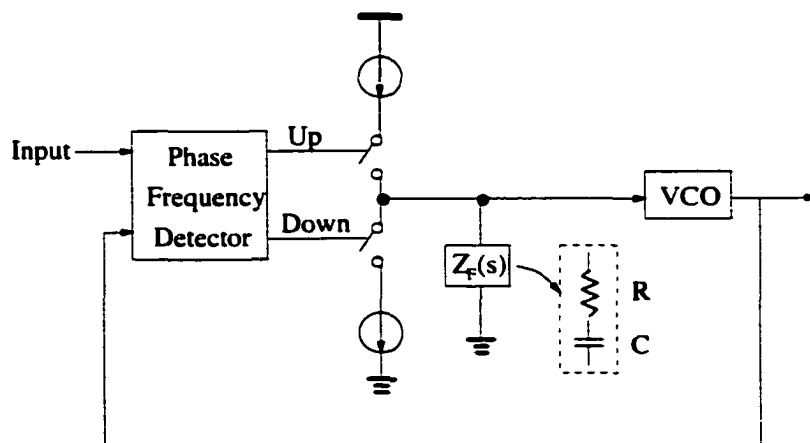 Up
Input
Phase
Frequency
Detector
Down
VCO
Z_F(s)
R
C